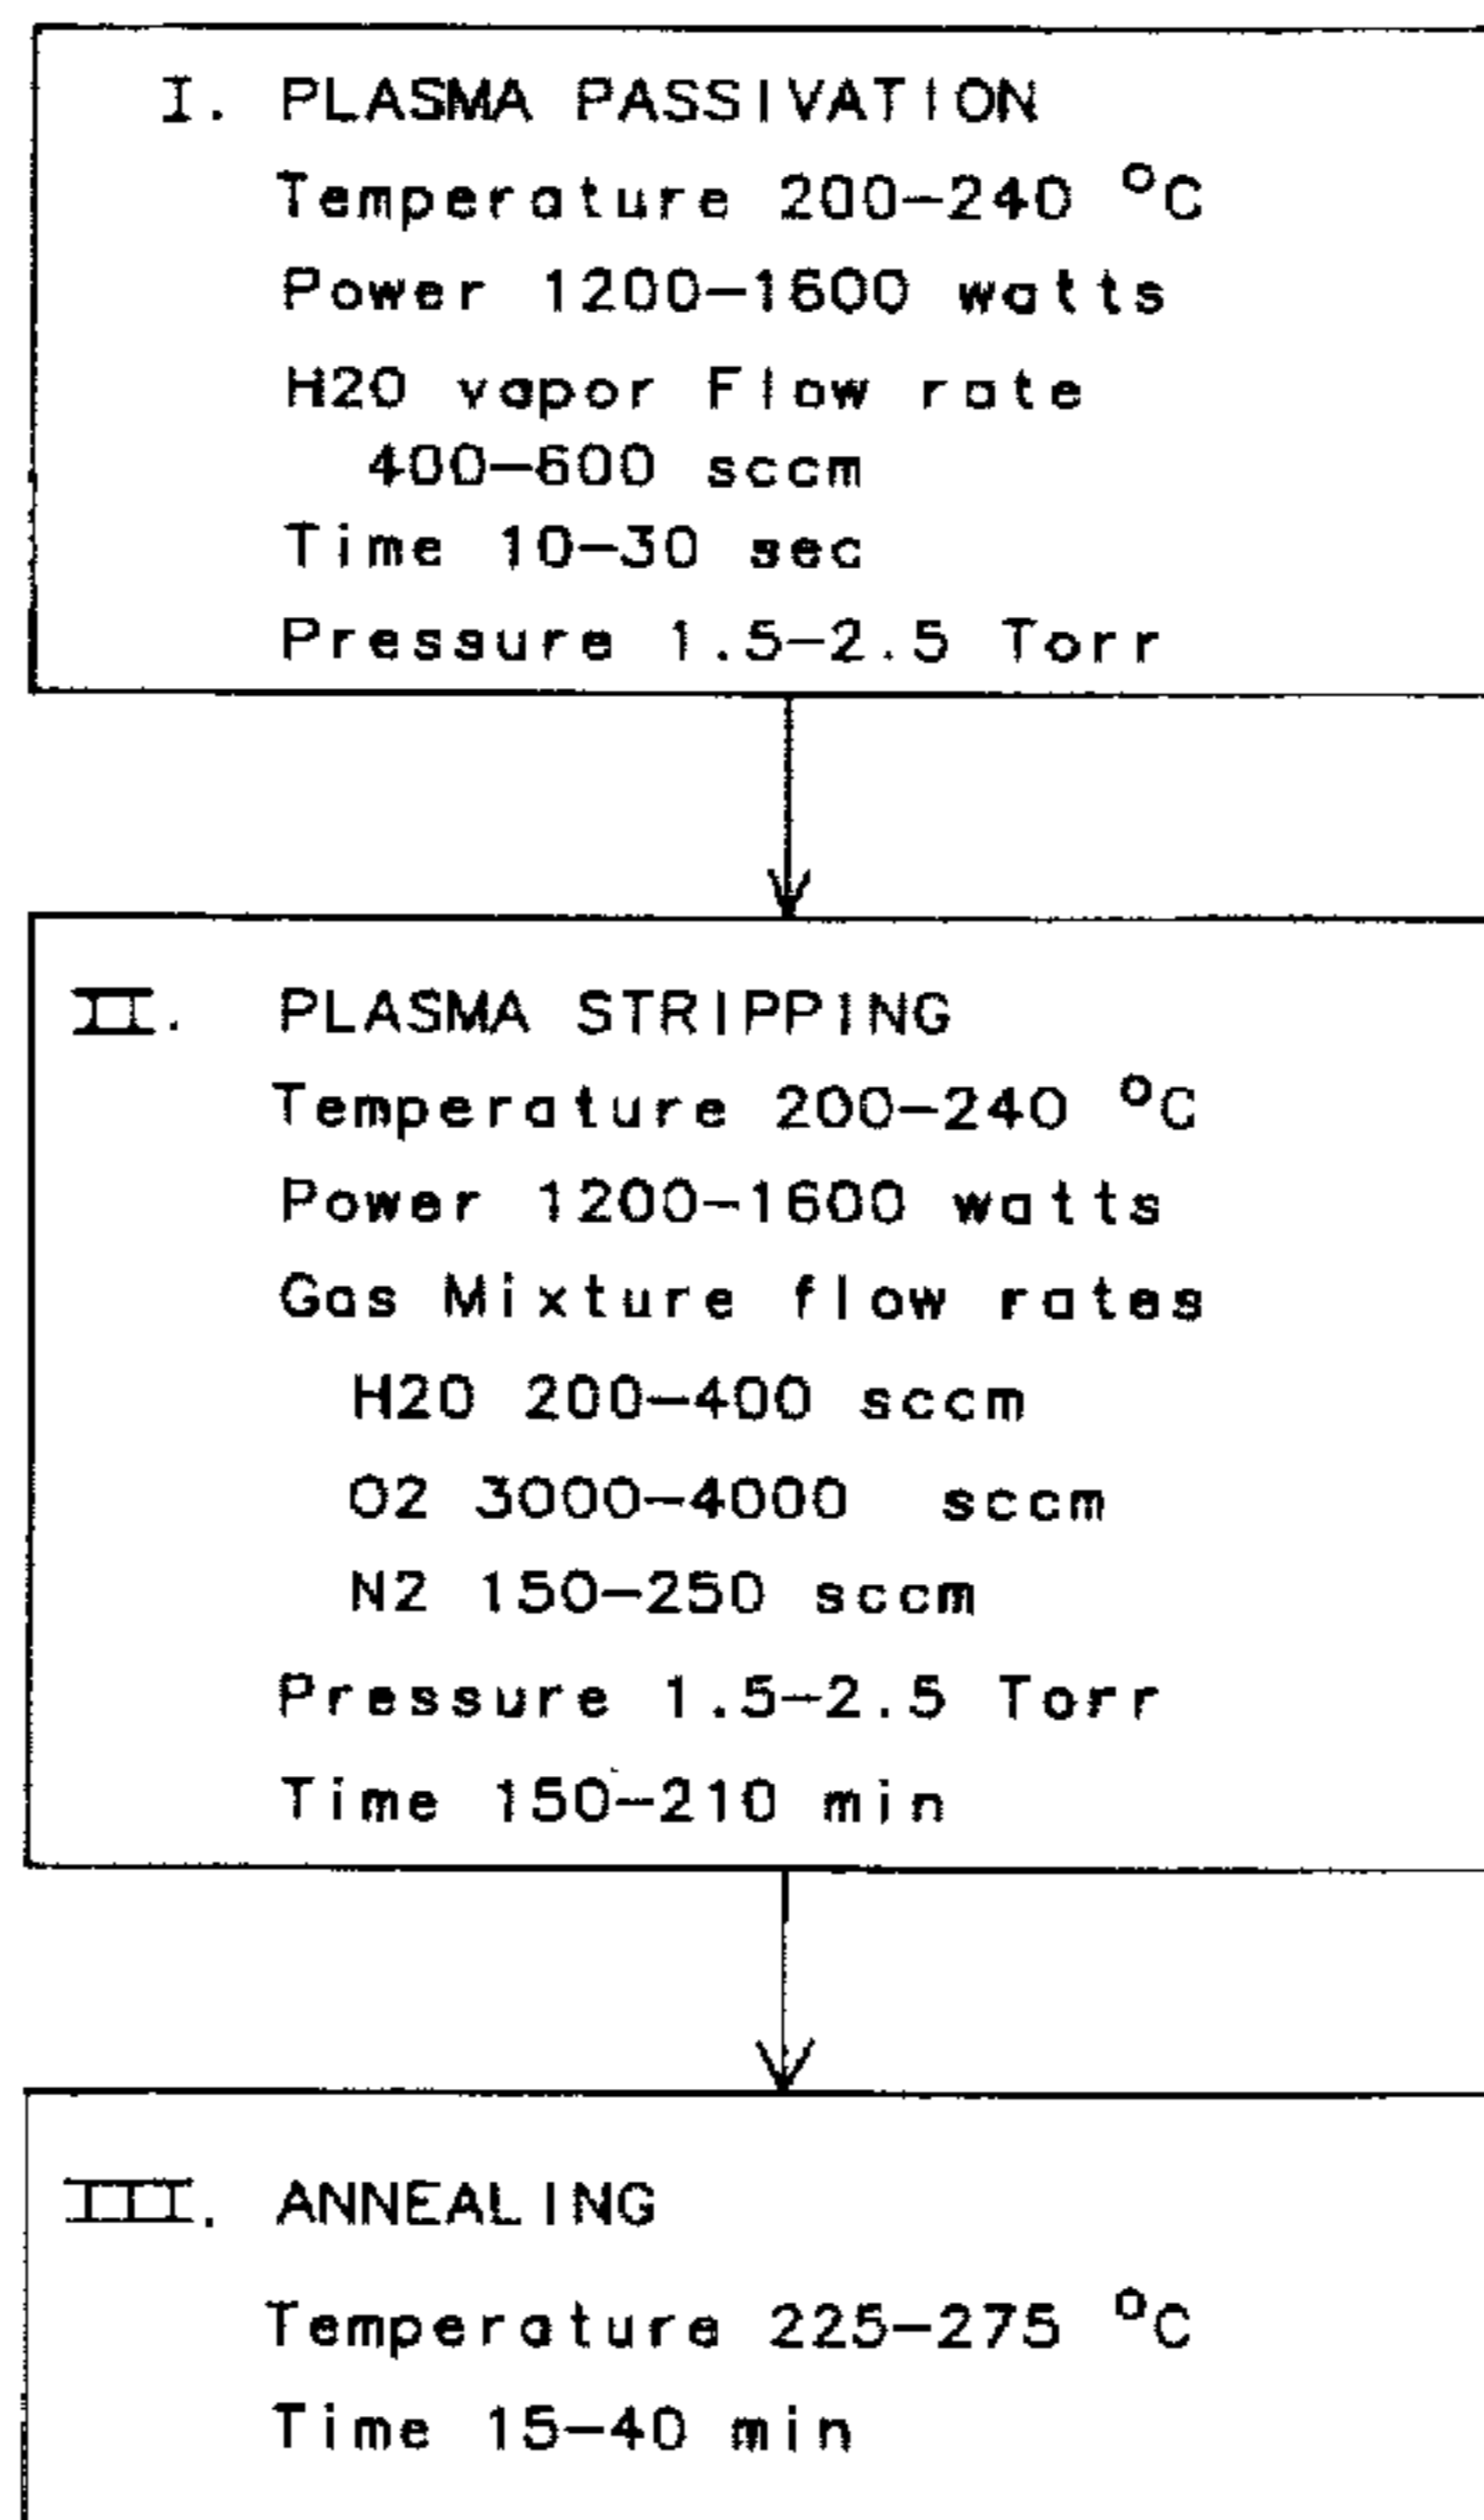 I. PLASMA PASSIVATION
Temperature 200-240 °C
Power 1200-1600 watts
H2O vapor Flow rate
400-600 sccm
Time 10-30 sec
Pressure 1.5-2.5 Torr
II. PLASMA STRIPPING
Temperature 200-240 °C
Power 1200-1600 watts
Gas Mixture flow rates
H2O 200-400 sccm
O2 3000-4000 sccm
N2 150-250 sccm
Pressure 1.5-2.5 Torr
Time 150-210 min
III. ANNEALING
Temperature 225-275 °C
Time 15-40 min